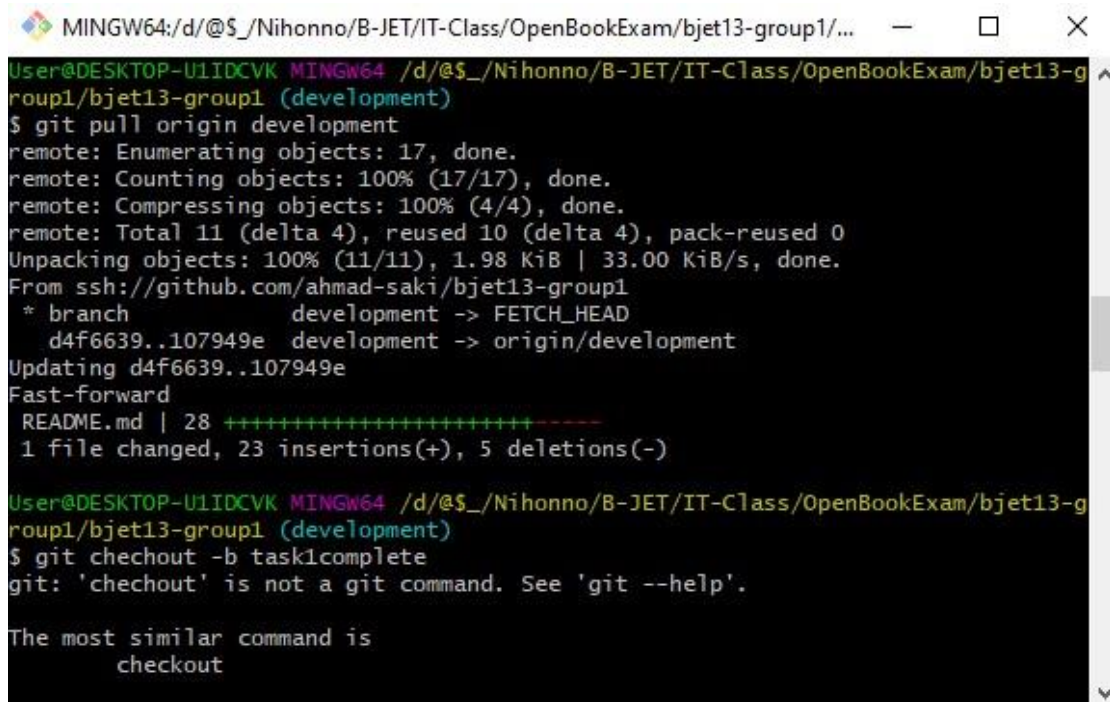 MINGW64:/d/@$_/Nihonno/B-JET/IT-Class/OpenBookExam/bjet13-group1/...
User@DESKTOP-U1IDCVK MINGW64 /d/@$_/Nihonno/B-JET/IT-Class/OpenBookExam/bjet13-g
roup1/bjet13-group1 (development)
$ git pull origin development
remote: Enumerating objects: 17, done.
remote: Counting objects: 100% (17/17), done.
remote: Compressing objects: 100% (4/4), done.
remote: Total 11 (delta 4), reused 10 (delta 4), pack-reused 0
Unpacking objects: 100% (11/11), 1.98 KiB | 33.00 KiB/s, done.
From ssh://github.com/ahmad-saki/bjet13-group1
 * branch            development -> FETCH_HEAD
   d4f6639..107949e  development -> origin/development
Updating d4f6639..107949e
Fast-forward
 README.md | 28 +++++++++++++++++++++++-----
 1 file changed, 23 insertions(+), 5 deletions(-)
User@DESKTOP-U1IDCVK MINGW64 /d/@$_/Nihonno/B-JET/IT-Class/OpenBookExam/bjet13-g
roup1/bjet13-group1 (development)
$ git chechout -b task1complete
git: 'chechout' is not a git command. See 'git --help'.
The most similar command is
        checkout